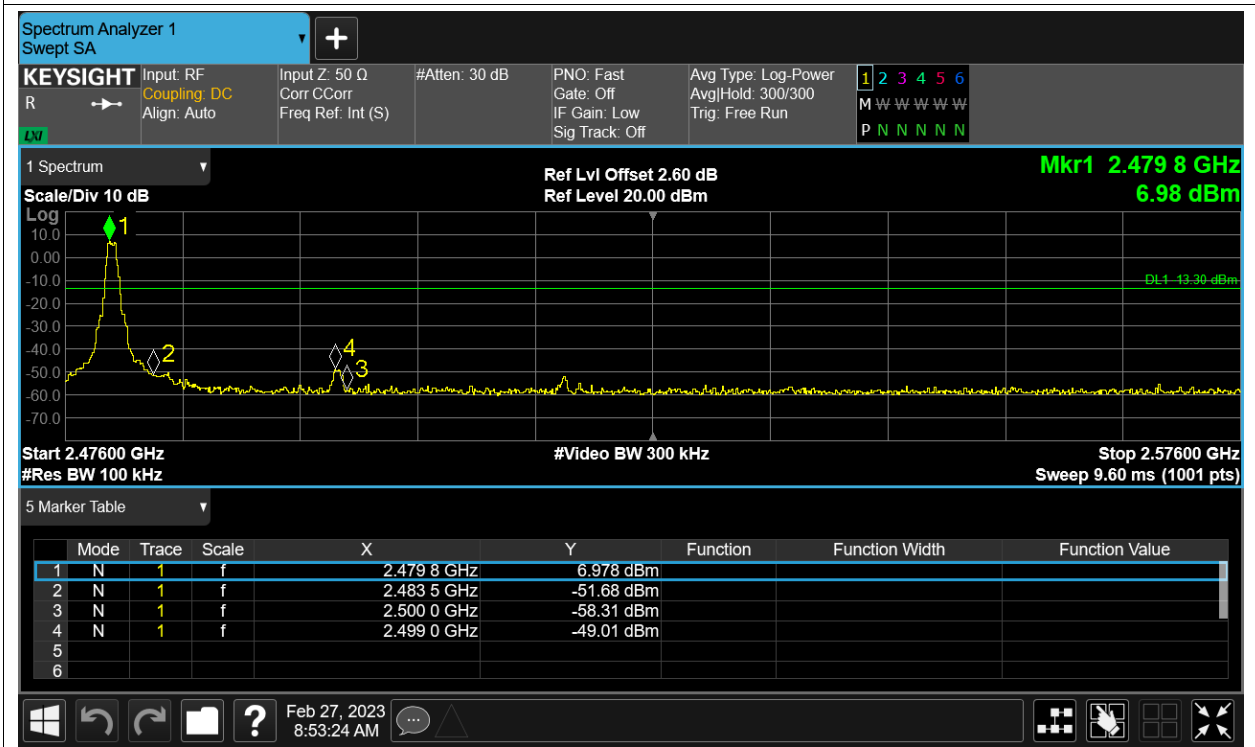 Spectrum Analyzer 1
Swept SA
+
KEYSIGHT Input: RF Input Z: 50 Ω #Atten: 30 dB PNO: Fast Avg Type: Log-Power 1 2 3 4 5 6
R Coupling: DC Corr CCorr Gate: Off Avg|Hold: 300/300 M W W W W W W
Align: Auto Freq Ref: Int (S) IF Gain: Low Trig: Free Run
LXI Sig Track: Off P N N N N N N
1 Spectrum Ref Lvl Offset 2.60 dB Mkr1 2.479 8 GHz
Scale/Div 10 dB Ref Level 20.00 dBm 6.98 dBm
Log
1
10.0
0.00
-10.0 DL1 -13.30 dBm
-20.0
-30.0
-40.0 2 4
-50.0 3
-60.0
-70.0
Start 2.47600 GHz #Video BW 300 kHz Stop 2.57600 GHz
#Res BW 100 kHz Sweep 9.60 ms (1001 pts)
5 Marker Table
Mode Trace Scale X Y Function Function Width Function Value
1 N 1 f 2.479 8 GHz 6.978 dBm
2 N 1 f 2.483 5 GHz -51.68 dBm
3 N 1 f 2.500 0 GHz -58.31 dBm
4 N 1 f 2.499 0 GHz -49.01 dBm
5
6
? Feb 27, 2023
8:53:24 AM